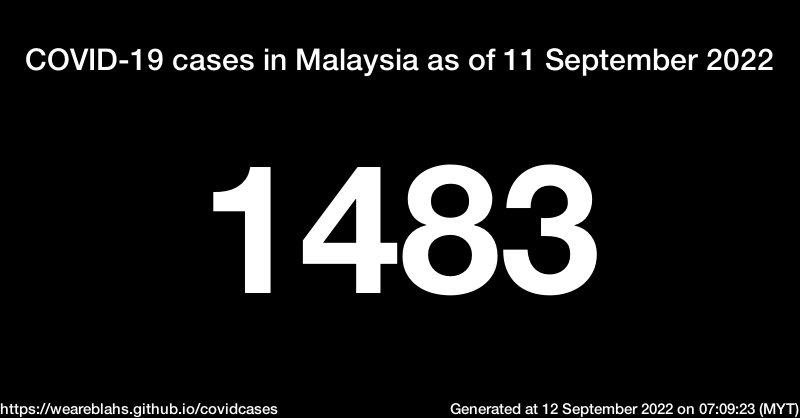 COVID-19 cases in Malaysia as of 11 September 2022
1483
https://weareblahs.github.io/covidcases
Generated at 12 September 2022 on 07:09:23 (MYT)